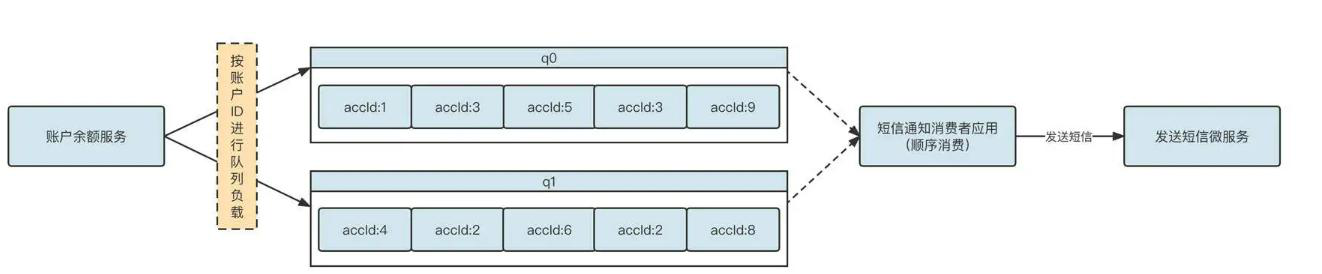 账户余额服务
按
账
户
ID
进
行
队
列
负
载
q0
accId:1
accId:3
accId:5
accId:3
accId:9
q1
accId:4
accId:2
accId:6
accId:2
accId:8
短信通知消费者应用
（顺序消费）
发送短信
发送短信微服务